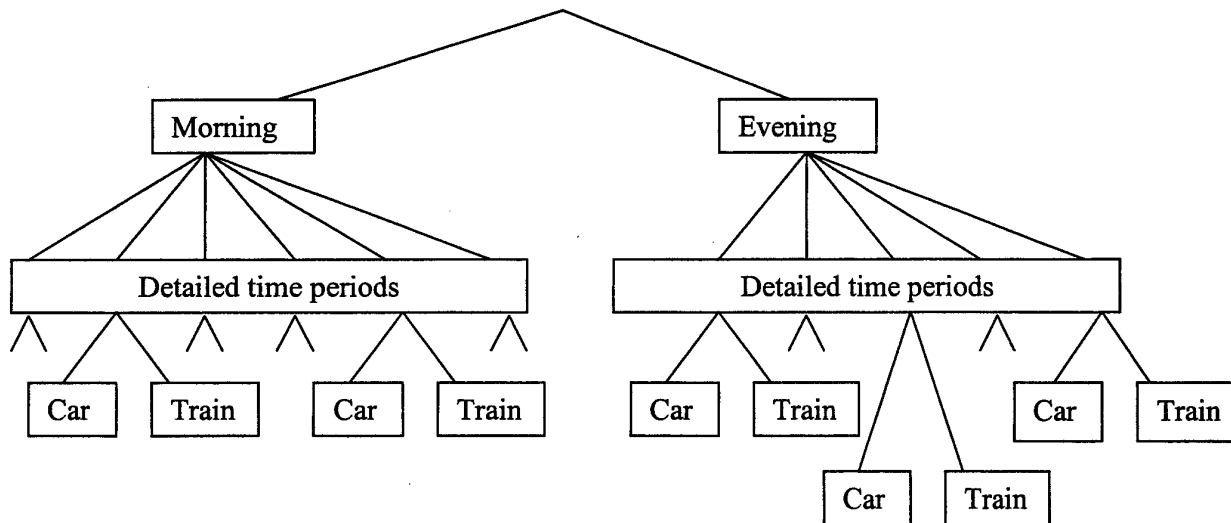 Morning Evening
Detailed time periods Detailed time periods
Car Train Car Train Car Train Car Train
Car Train